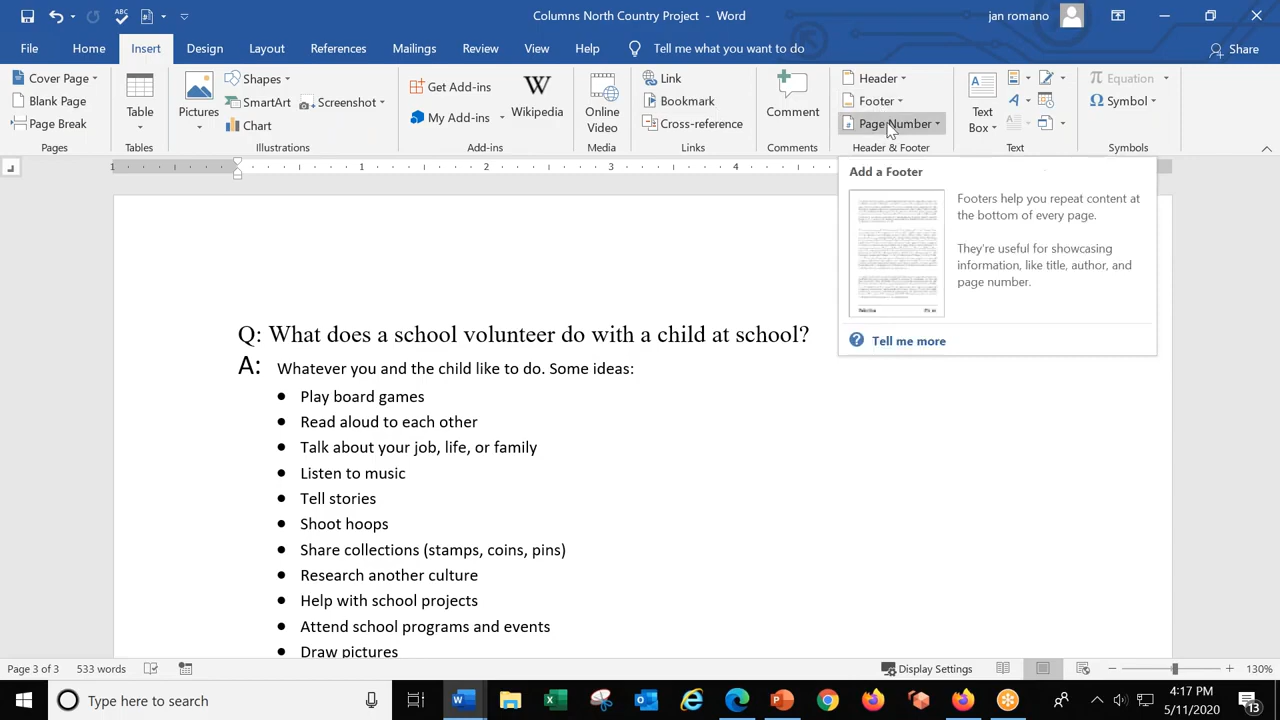 Columns North Country Project - Word
jan romano
File
Home
Insert
Design
Layout
References
Mailings
Review
View
Help
Tell me what you want to do
Share
Cover Page
Blank Page
Page Break
Pages
Table
Tables
Pictures
Shapes
SmartArt
Chart
Screenshot
Illustrations
Get Add-ins
My Add-ins
W
Wikipedia
Add-ins
Online
Video
Media
Link
Bookmark
Cross-reference
Links
Comment
Comments
Header
Footer
Page Number
Header & Footer
Text
Box
Text
Equation
Symbol
Symbols
1
1
2
3
4
Add a Footer
Footers help you repeat content at the bottom of every page.
They're useful for showcasing information, like title, author, and page number.
Tell me more
Q: What does a school volunteer do with a child at school?
A: Whatever you and the child like to do. Some ideas:
● Play board games
● Read aloud to each other
● Talk about your job, life, or family
● Listen to music
● Tell stories
● Shoot hoops
● Share collections (stamps, coins, pins)
● Research another culture
● Help with school projects
● Attend school programs and events
● Draw pictures
Page 3 of 3
533 words
Display Settings
130%
Type here to search
4:17 PM
5/11/2020
13